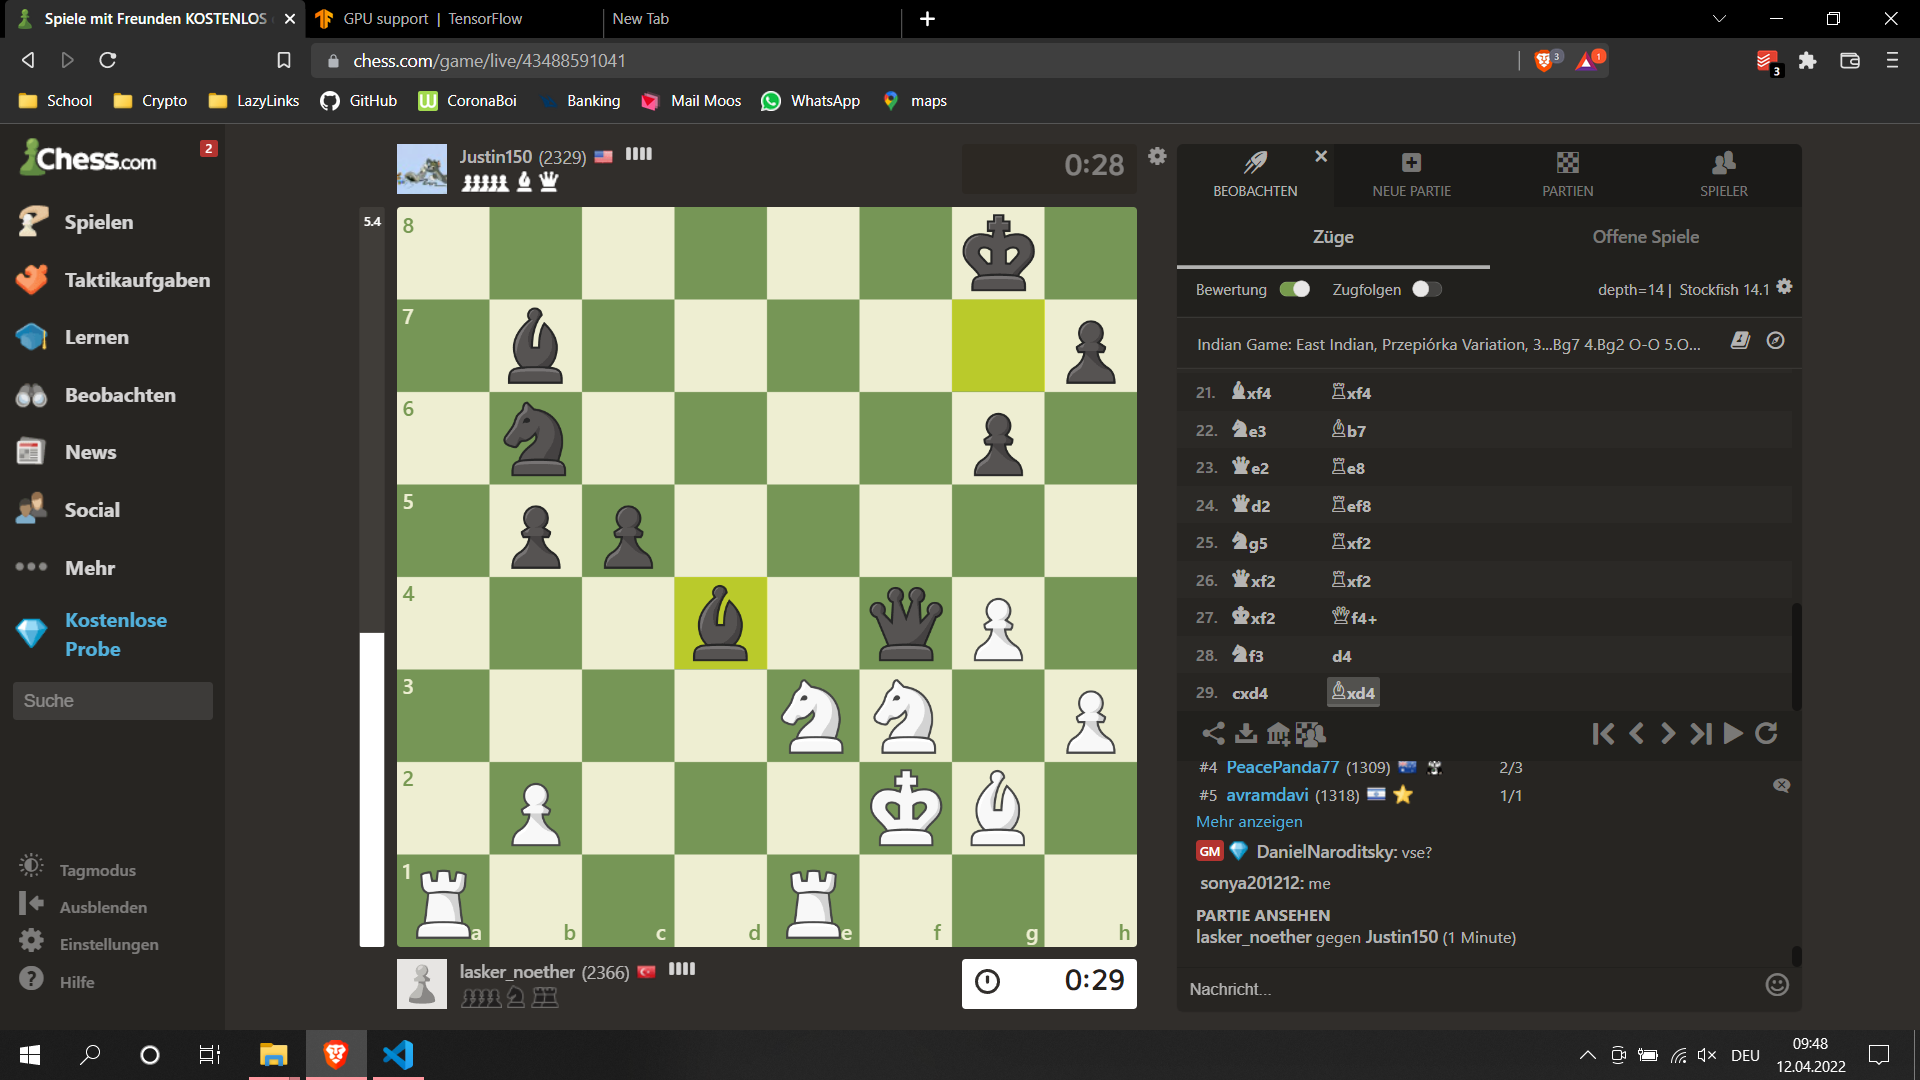 Spiele mit Freunden KOSTENLOS
GPU support | TensorFlow
New Tab
chess.com/game/live/43488591041
3
1
3
School
Crypto
LazyLinks
GitHub
CoronaBoi
Banking
Mail Moos
WhatsApp
maps
Chess.com
2
Spielen
Taktikaufgaben
Lernen
Beobachten
News
Social
Mehr
Kostenlose
Probe
Suche
Tagmodus
Ausblenden
Einstellungen
Hilfe
Justin150 (2329)
0:28
5.4
8
7
6
5
4
3
2
1
a b c d e f g h
lasker_noether (2366)
0:29
BEOBACHTEN
NEUE PARTIE
PARTIEN
SPIELER
Züge
Offene Spiele
Bewertung
Zugfolgen
depth=14 | Stockfish 14.1
Indian Game: East Indian, Przepiórka Variation, 3...Bg7 4.Bg2 O-O 5.O...
21. ♝xf4 ♖xf4
22. ♞e3 ♗b7
23. ♛e2 ♖e8
24. ♛d2 ♖ef8
25. ♞g5 ♖xf2
26. ♛xf2 ♖xf2
27. ♚xf2 ♕f4+
28. ♞f3 d4
29. cxd4 ♗xd4
#4 PeacePanda77 (1309) 2/3
#5 avramdavi (1318) 1/1
Mehr anzeigen
GM DanielNaroditsky: vse?
sonya201212: me
PARTIE ANSEHEN
lasker_noether gegen Justin150 (1 Minute)
Nachricht...
DEU
09:48
12.04.2022